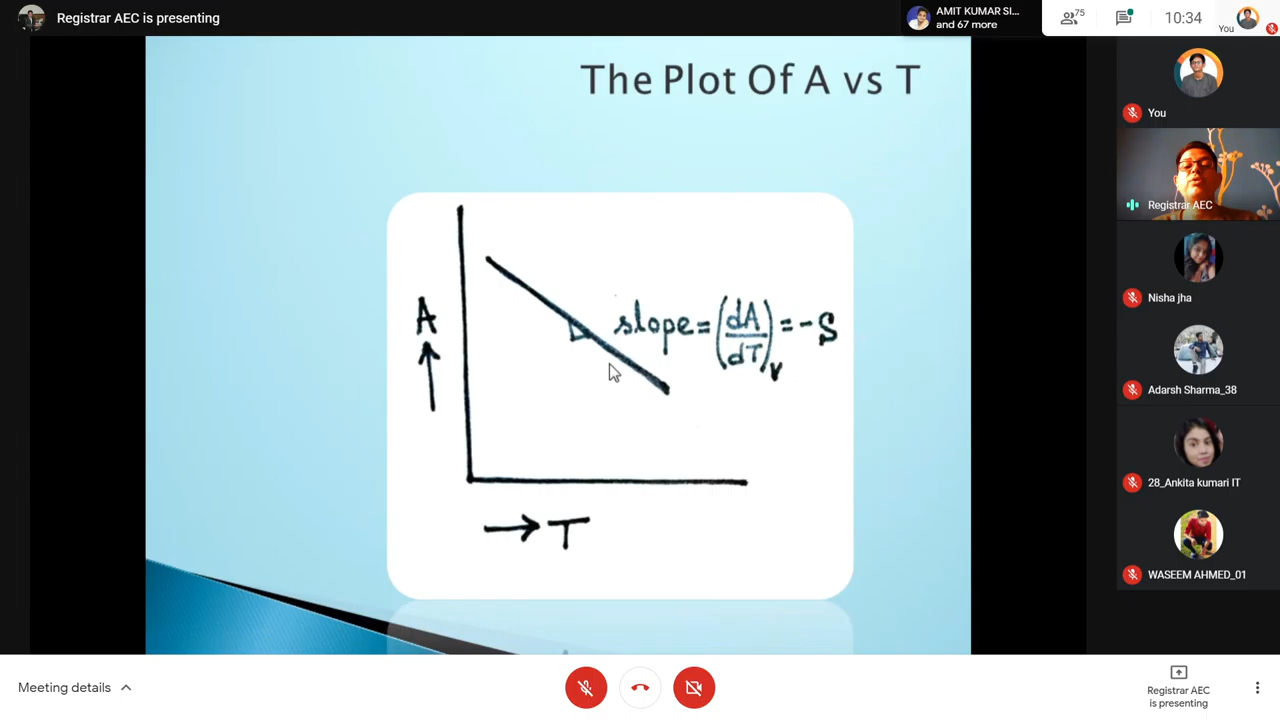 Registrar AEC is presenting
AMIT KUMAR SI...
and 67 more
75
10:34
You
The Plot Of A vs T
You
Registrar AEC
Nisha jha
Adarsh Sharma_38
28_Ankita kumari IT
WASEEM AHMED_01
A
slope = (dA/dT)v = - S
T
Meeting details
Registrar AEC
is presenting